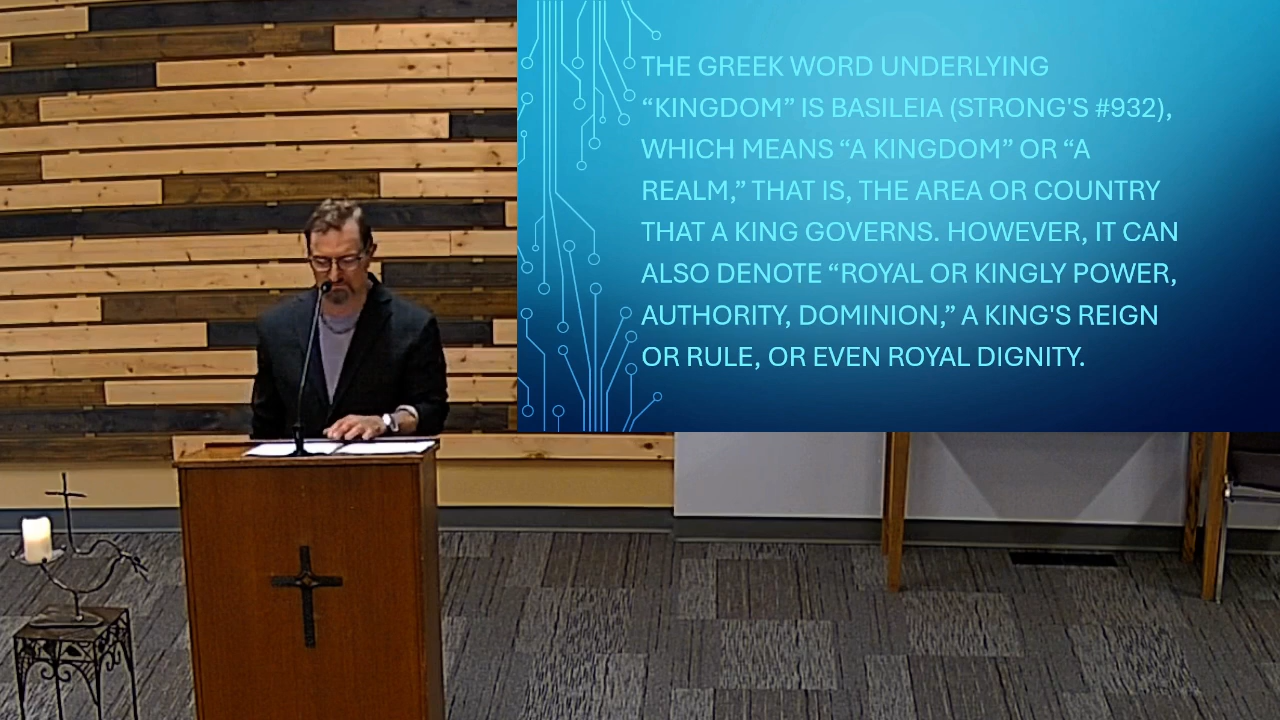 THE GREEK WORD UNDERLYING
“KINGDOM” IS BASILEIA (STRONG'S #932),
WHICH MEANS “A KINGDOM” OR “A
REALM,” THAT IS, THE AREA OR COUNTRY
THAT A KING GOVERNS. HOWEVER, IT CAN
ALSO DENOTE “ROYAL OR KINGLY POWER,
AUTHORITY, DOMINION,” A KING'S REIGN
OR RULE, OR EVEN ROYAL DIGNITY.